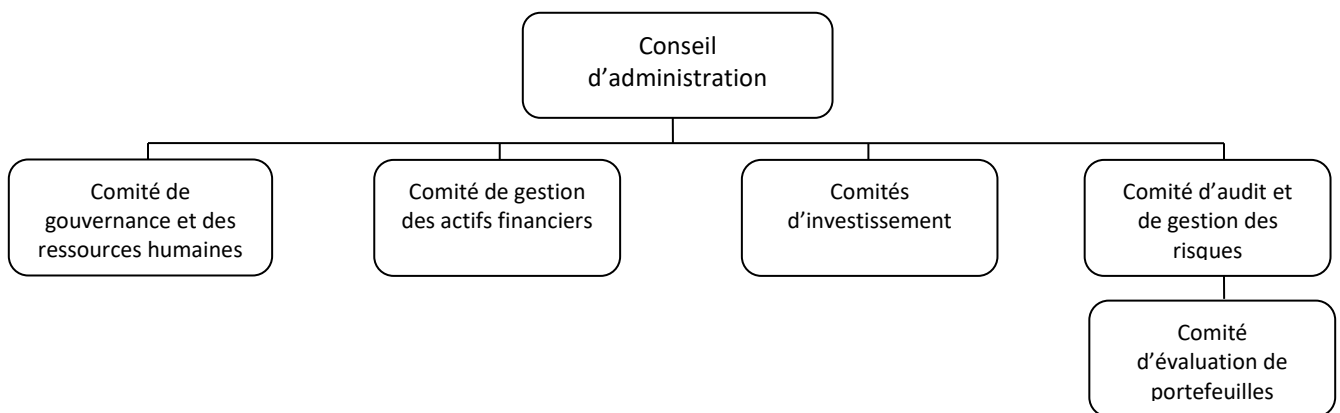 Conseil
d’administration
Comité de
gouvernance et des
ressources humaines
Comité de gestion
des actifs financiers
Comités
d’investissement
Comité d’audit et
de gestion des
risques
Comité
d’évaluation de
portefeuilles